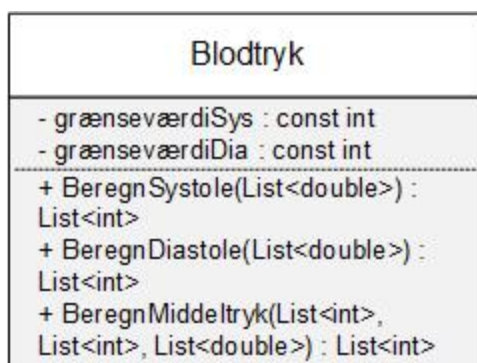 Blodtryk
- grænseværdiSys : const int
- grænseværdiDia : const int
+ BeregnSystole(List<double>) :
List<int>
+ BeregnDiastole(List<double>) :
List<int>
+ BeregnMiddeltryk(List<int>,
List<int>, List<double>) : List<int>